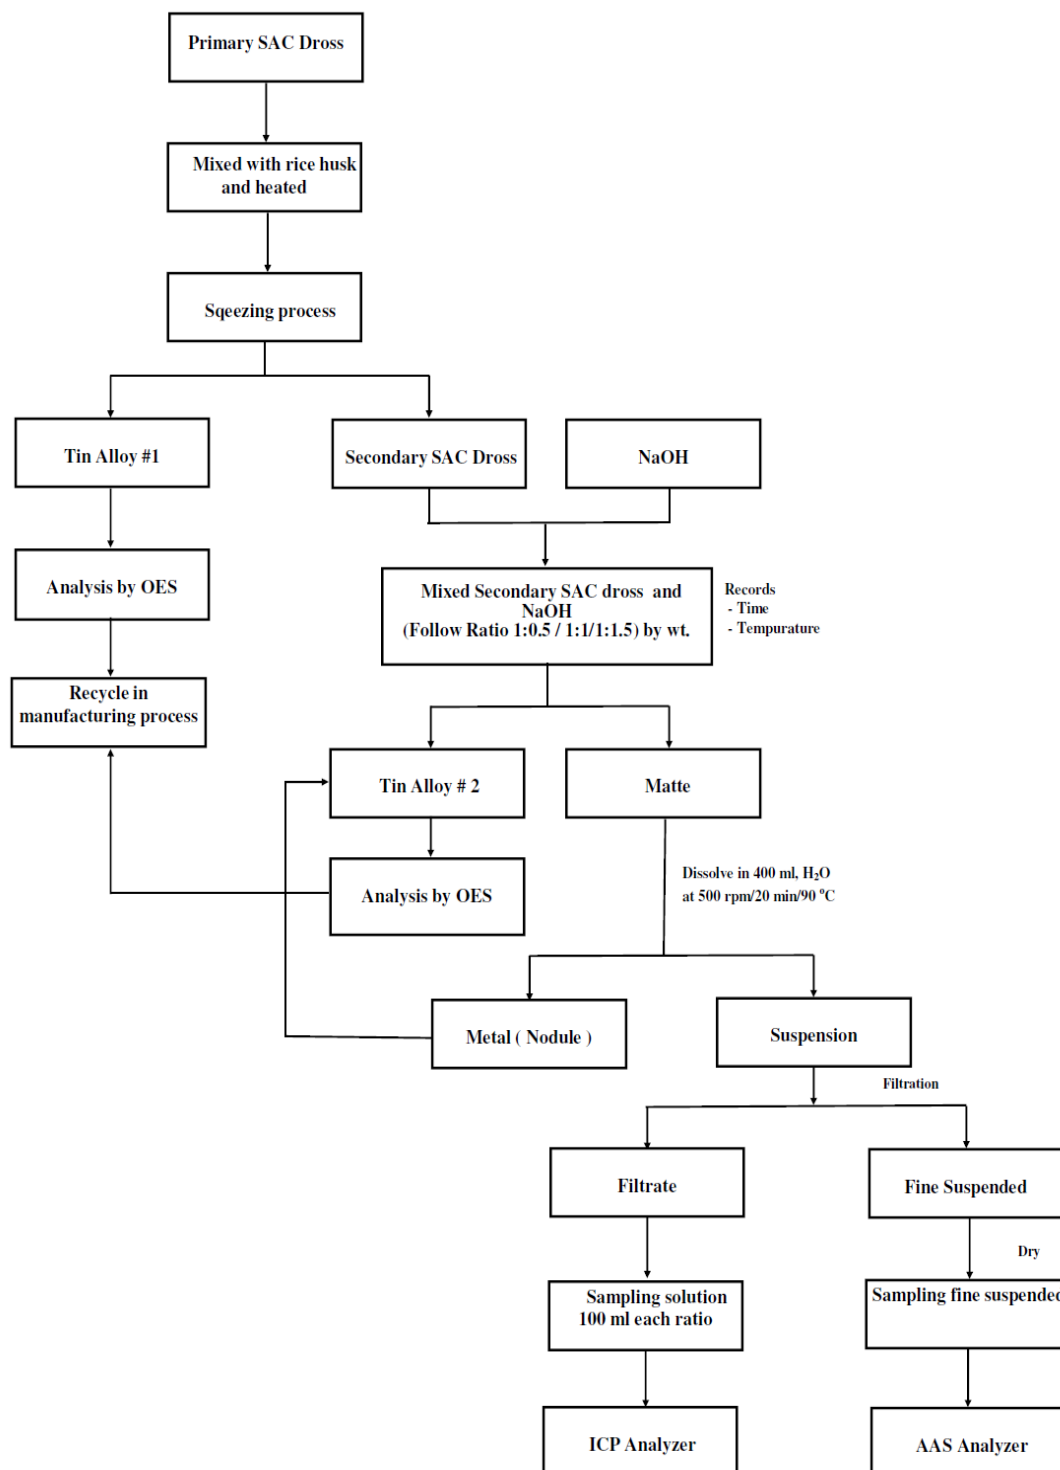 Primary SAC Dross
Mixed with rice husk
and heated
Sqeezing process
Tin Alloy #1
Secondary SAC Dross
NaOH
Analysis by OES
Mixed Secondary SAC dross and
NaOH
(Follow Ratio 1:0.5 / 1:1/1:1.5) by wt.
Records
- Time
- Tempurature
Recycle in
manufacturing process
Tin Alloy # 2
Matte
Analysis by OES
Dissolve in 400 ml, H₂O
at 500 rpm/20 min/90 °C
Metal ( Nodule )
Suspension
Filtration
Filtrate
Fine Suspended
Dry
Sampling solution
100 ml each ratio
Sampling fine suspended
ICP Analyzer
AAS Analyzer